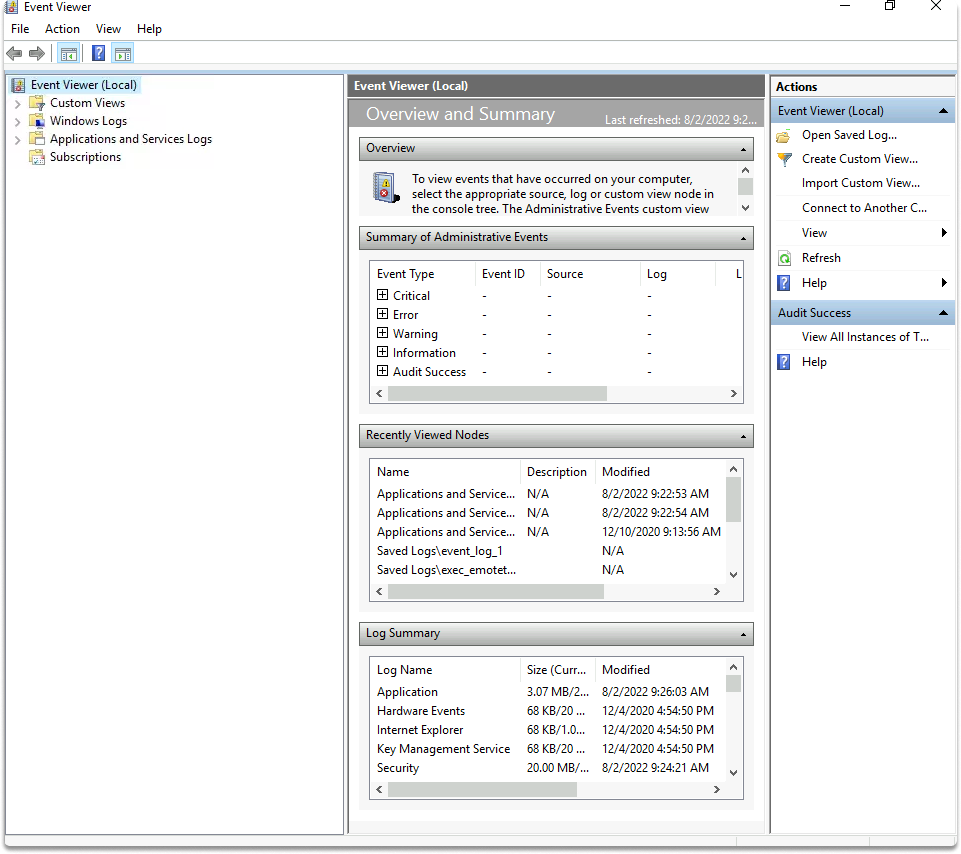 Event Viewer
File Action View Help
Event Viewer (Local)
Custom Views
Windows Logs
Applications and Services Logs
Subscriptions
Event Viewer (Local)
Overview and Summary Last refreshed: 8/2/2022 9:2...
Overview
To view events that have occurred on your computer,
select the appropriate source, log or custom view node in
the console tree. The Administrative Events custom view
Summary of Administrative Events
Event Type Event ID Source Log L
Critical - - -
Error - - -
Warning - - -
Information - - -
Audit Success - - -
Recently Viewed Nodes
Name Description Modified
Applications and Service... N/A 8/2/2022 9:22:53 AM
Applications and Service... N/A 8/2/2022 9:22:54 AM
Applications and Service... N/A 12/10/2020 9:13:56 AM
Saved Logs\event_log_1 N/A
Saved Logs\exec_emotet... N/A
Log Summary
Log Name Size (Curr... Modified
Application 3.07 MB/2... 8/2/2022 9:26:03 AM
Hardware Events 68 KB/20 ... 12/4/2020 4:54:50 PM
Internet Explorer 68 KB/1.0... 12/4/2020 4:54:50 PM
Key Management Service 68 KB/20 ... 12/4/2020 4:54:50 PM
Security 20.00 MB/... 8/2/2022 9:24:21 AM
Actions
Event Viewer (Local)
Open Saved Log...
Create Custom View...
Import Custom View...
Connect to Another C...
View
Refresh
Help
Audit Success
View All Instances of T...
Help